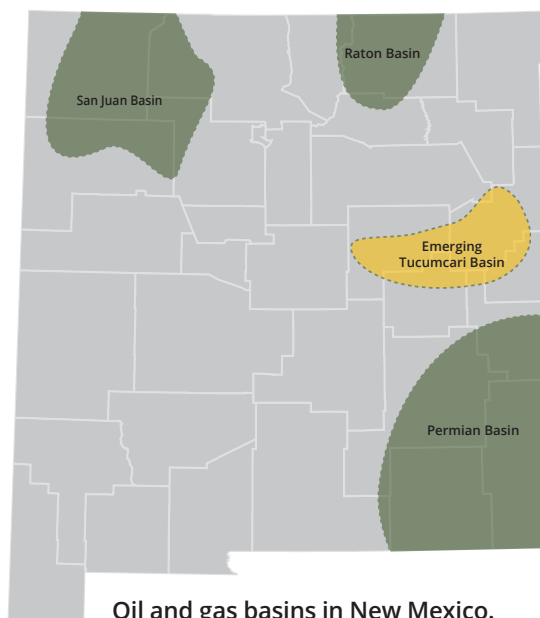 Raton Basin
San Juan Basin
Emerging
Tucumcari Basin
Permian Basin
Oil and gas basins in New Mexico.